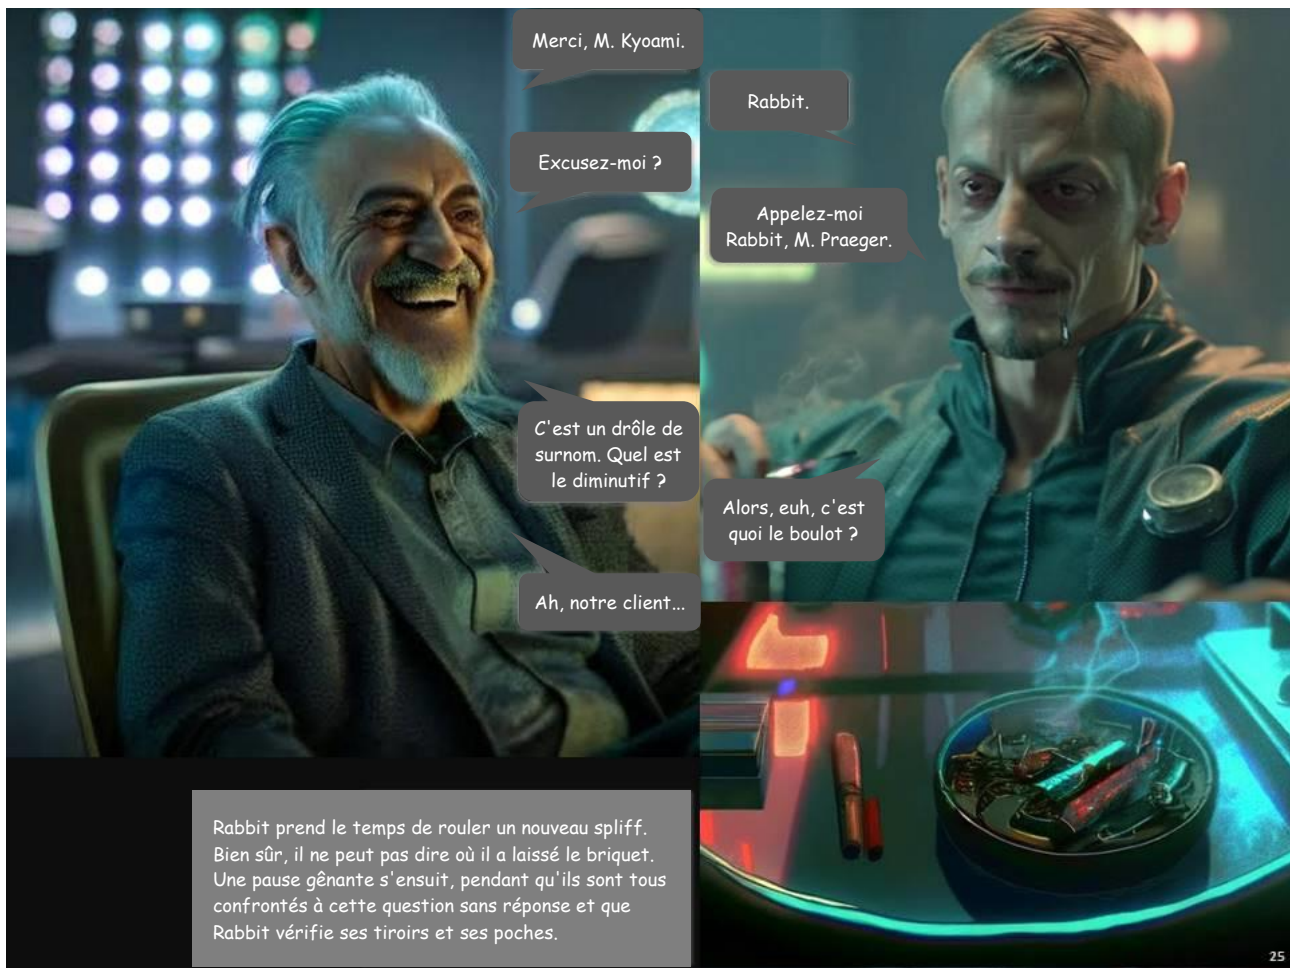 Merci, M. Kyoami.
Rabbit.
Excusez-moi ?
Appelez-moi
Rabbit, M. Praeger.
C'est un drôle de
surnom. Quel est
le diminutif ?
Alors, euh, c'est
quoi le boulot ?
Ah, notre client...
Rabbit prend le temps de rouler un nouveau spliff.
Bien sûr, il ne peut pas dire où il a laissé le briquet.
Une pause gênante s'ensuit, pendant qu'ils sont tous
confrontés à cette question sans réponse et que
Rabbit vérifie ses tiroirs et ses poches.
25